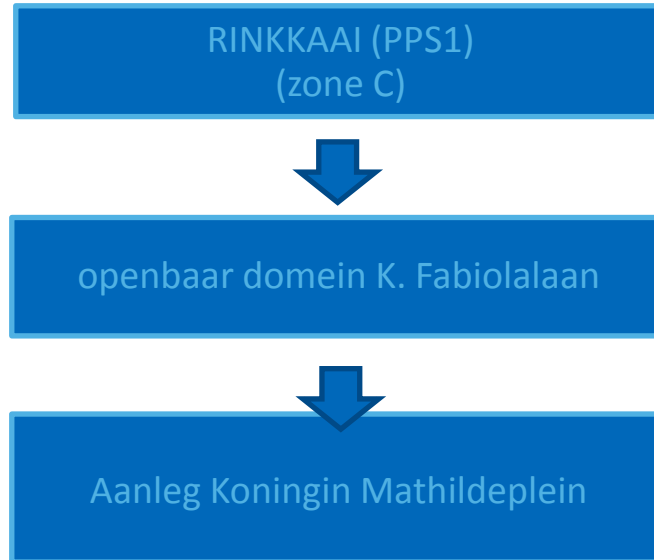 RINKKAAI (PPS1)
(zone C)
openbaar domein K. Fabiolalaan
Aanleg Koningin Mathildeplein